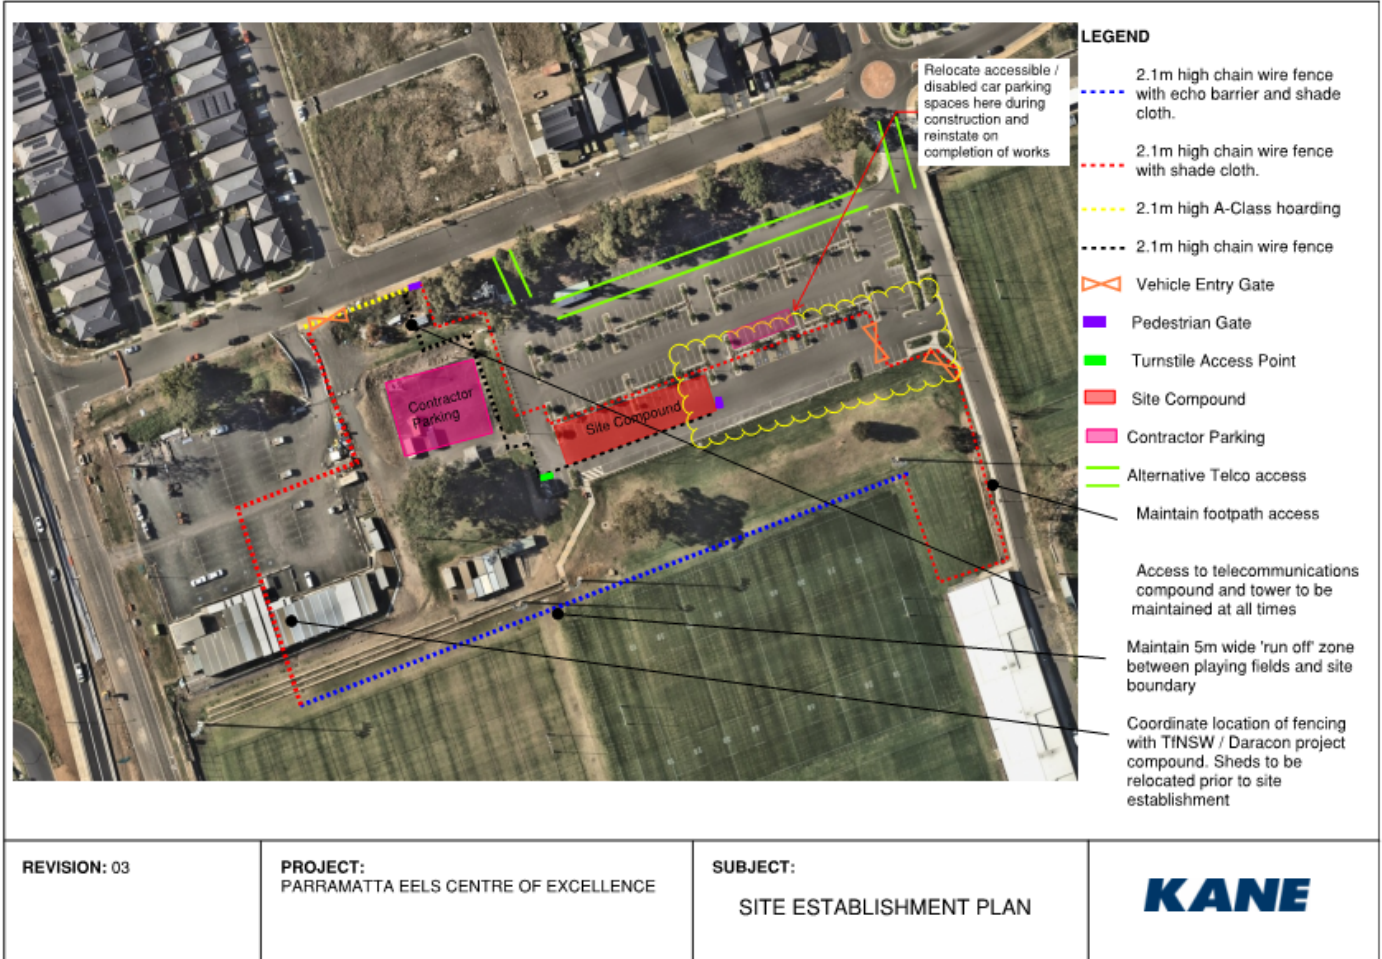 LEGEND
Relocate accessible /
disabled car parking
spaces here during
construction and
reinstate on
completion of works
2.1m high chain wire fence
with echo barrier and shade
cloth.
2.1m high chain wire fence
with shade cloth.
2.1m high A-Class hoarding
2.1m high chain wire fence
Vehicle Entry Gate
Pedestrian Gate
Turnstile Access Point
Site Compound
Contractor Parking
Alternative Telco access
Maintain footpath access
Access to telecommunications
compound and tower to be
maintained at all times
Maintain 5m wide 'run off' zone
between playing fields and site
boundary
Coordinate location of fencing
with TfNSW / Daracon project
compound. Sheds to be
relocated prior to site
establishment
Contractor
Parking
Site Compound
REVISION: 03
PROJECT:
PARRAMATTA EELS CENTRE OF EXCELLENCE
SUBJECT:
SITE ESTABLISHMENT PLAN
KANE